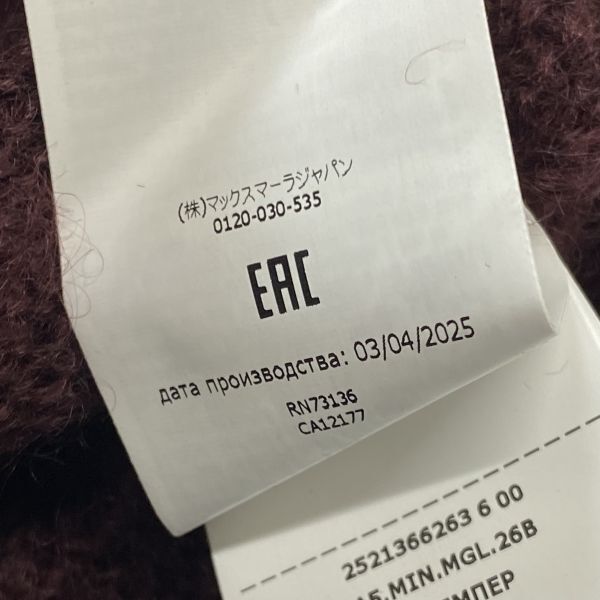 (株)マックスマーラジャパン
0120-030-535
EAC
дата производства: 03/04/2025
RN73136
CA12177
2521366263 6 00
.MIN.MGL.26B